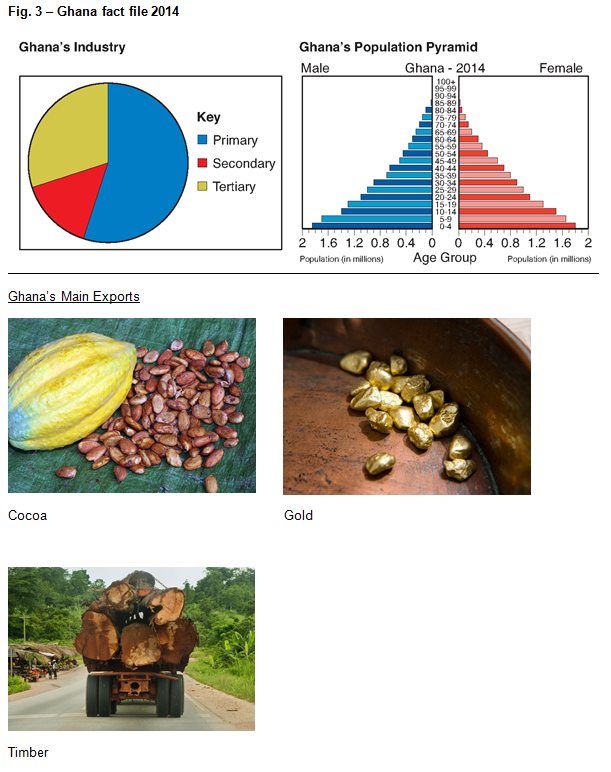 Fig. 3 – Ghana fact file 2014
Ghana's Industry
Key
Primary
Secondary
Tertiary
Ghana's Population Pyramid
Male Ghana - 2014 Female
100+
95-99
90-94
85-89
80-84
75-79
70-74
65-69
60-64
55-59
50-54
45-49
40-44
35-39
30-34
25-29
20-24
15-19
10-14
5-9
0-4
2 1.6 1.2 0.8 0.4 0 0 0.4 0.8 1.2 1.6 2
Population (in millions) Age Group Population (in millions)
Ghana's Main Exports
Cocoa
Gold
Timber